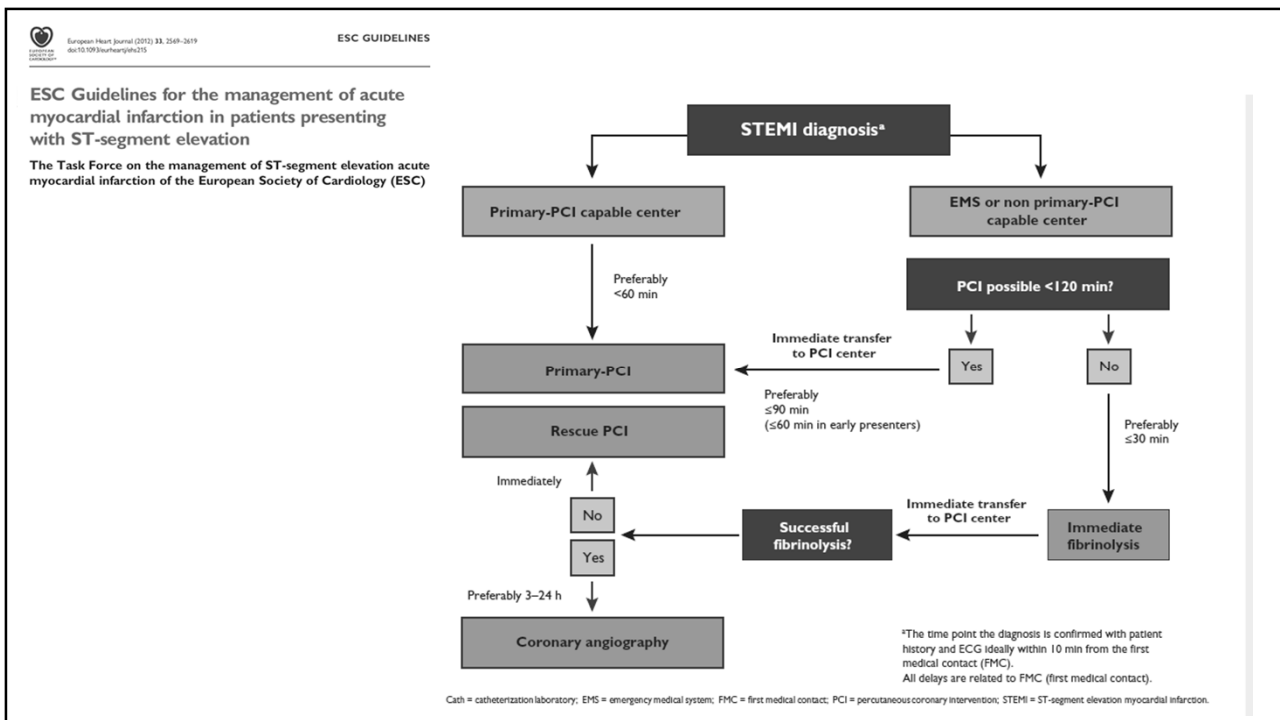 European Heart Journal (2012) 33, 2569–2619
doi:10.1093/eurheartj/ehs215
ESC GUIDELINES
EUROPEAN
SOCIETY OF
CARDIOLOGY®
ESC Guidelines for the management of acute
myocardial infarction in patients presenting
with ST-segment elevation
The Task Force on the management of ST-segment elevation acute
myocardial infarction of the European Society of Cardiology (ESC)
STEMI diagnosisᵃ
Primary-PCI capable center
EMS or non primary-PCI
capable center
Preferably
<60 min
PCI possible <120 min?
Immediate transfer
to PCI center
Yes
No
Primary-PCI
Preferably
≤90 min
(≤60 min in early presenters)
Preferably
≤30 min
Rescue PCI
Immediately
No
Yes
Successful
fibrinolysis?
Immediate transfer
to PCI center
Immediate
fibrinolysis
Preferably 3–24 h
Coronary angiography
ᵃThe time point the diagnosis is confirmed with patient
history and ECG ideally within 10 min from the first
medical contact (FMC).
All delays are related to FMC (first medical contact).
Cath = catheterization laboratory; EMS = emergency medical system; FMC = first medical contact; PCI = percutaneous coronary intervention; STEMI = ST-segment elevation myocardial infarction.